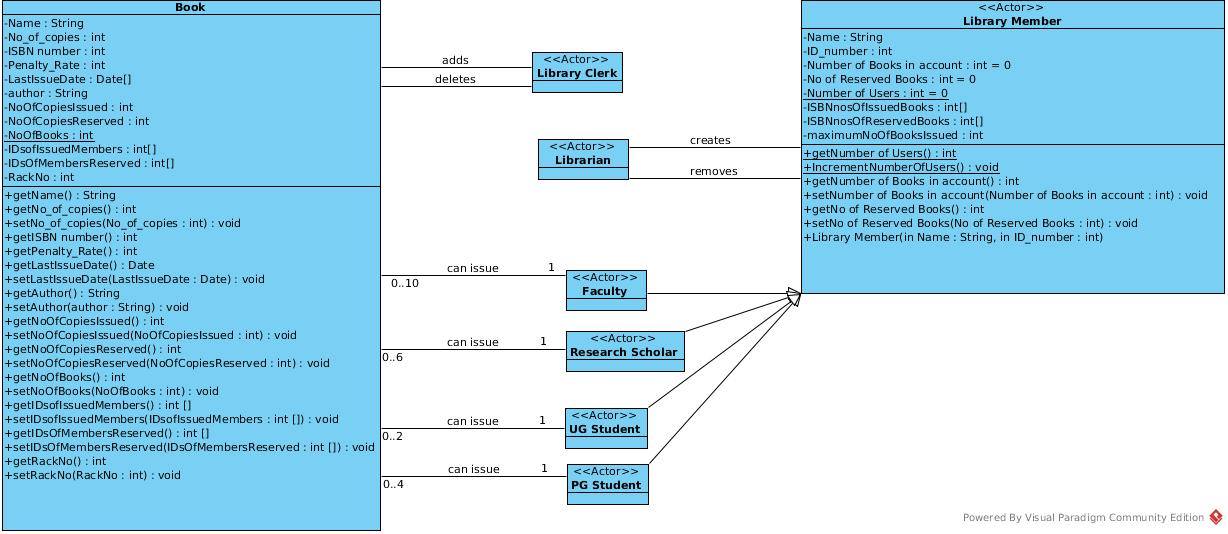 Book
-Name : String
-No_of_copies : int
-ISBN number : int
-Penalty_Rate : int
-LastIssueDate : Date[]
-author : String
-NoOfCopiesIssued : int
-NoOfCopiesReserved : int
-NoOfBooks : int
-IDsofIssuedMembers : int[]
-IDsOfMembersReserved : int[]
-RackNo : int
+getName() : String
+getNo_of_copies() : int
+setNo_of_copies(No_of_copies : int) : void
+getISBN number() : int
+getPenalty_Rate() : int
+getLastIssueDate() : Date
+setLastIssueDate(LastIssueDate : Date) : void
+getAuthor() : String
+setAuthor(author : String) : void
+getNoOfCopiesIssued() : int
+setNoOfCopiesIssued(NoOfCopiesIssued : int) : void
+getNoOfCopiesReserved() : int
+setNoOfCopiesReserved(NoOfCopiesReserved : int) : void
+getNoOfBooks() : int
+setNoOfBooks(NoOfBooks : int) : void
+getIDsofIssuedMembers() : int []
+setIDsofIssuedMembers(IDsofIssuedMembers : int []) : void
+getIDsOfMembersReserved() : int []
+setIDsOfMembersReserved(IDsOfMembersReserved : int []) : void
+getRackNo() : int
+setRackNo(RackNo : int) : void
adds
deletes
<<Actor>>
Library Clerk
<<Actor>>
Librarian
creates
removes
can issue
1
0..10
<<Actor>>
Faculty
can issue
1
0..6
<<Actor>>
Research Scholar
can issue
1
0..2
<<Actor>>
UG Student
can issue
1
0..4
<<Actor>>
PG Student
<<Actor>>
Library Member
-Name : String
-ID_number : int
-Number of Books in account : int = 0
-No of Reserved Books : int = 0
-Number of Users : int = 0
-ISBNnosOfIssuedBooks : int[]
-ISBNnosOfReservedBooks : int[]
-maximumNoOfBooksIssued : int
+getNumber of Users() : int
+IncrementNumberOfUsers() : void
+getNumber of Books in account() : int
+setNumber of Books in account(Number of Books in account : int) : void
+getNo of Reserved Books() : int
+setNo of Reserved Books(No of Reserved Books : int) : void
+Library Member(in Name : String, in ID_number : int)
Powered By Visual Paradigm Community Edition